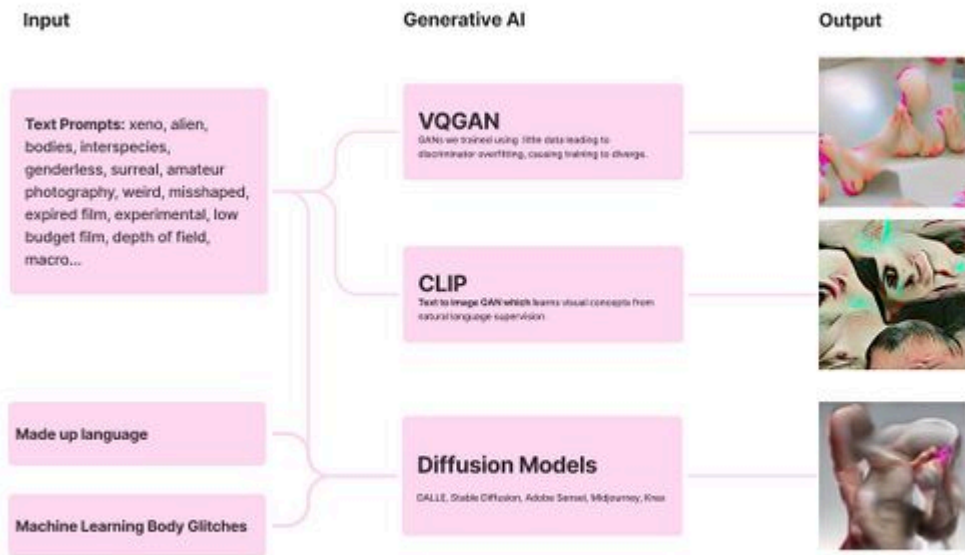 Input
Generative AI
Output
Text Prompts: xeno, alien,
bodies, interspecies,
genderless, surreal, amateur
photography, weird, misshaped,
expired film, experimental, low
budget film, depth of field,
macro...
VQGAN
GANs we trained using little data leading to
discriminator overfitting, causing training to diverge.
CLIP
Text to image GAN which learns visual concepts from
natural language supervision
Made up language
Machine Learning Body Glitches
Diffusion Models
DALLE, Stable Diffusion, Adobe Sensei, Midjourney, Krea